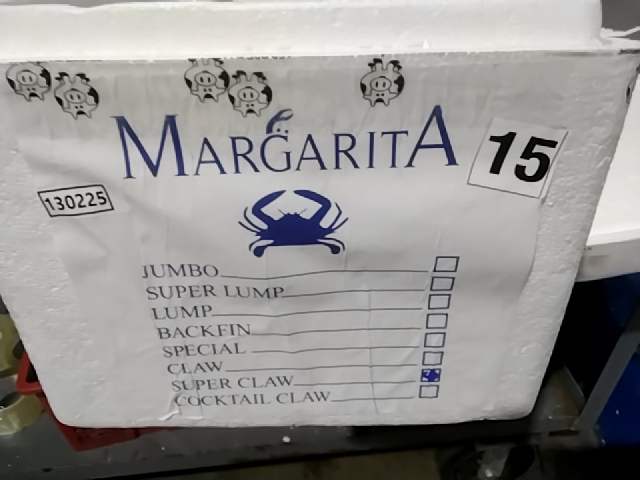 MARGARITA
15
130225
JUMBO
SUPER LUMP
LUMP
BACKFIN
SPECIAL
CLAW
SUPER CLAW
COCKTAIL CLAW